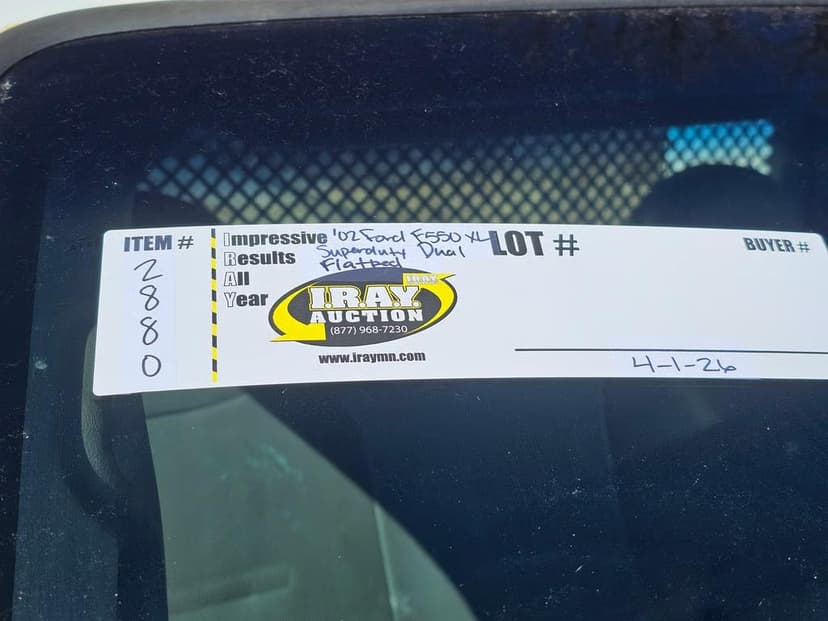 ITEM #
2
8
8
0
Impressive '02 Ford F550 XL
Results Superduty Dual
All Flatbed
Year
I.R.A.Y.
I.R.A.Y.
AUCTION
(877) 968-7230
www.iraymn.com
LOT #
BUYER #
4-1-26